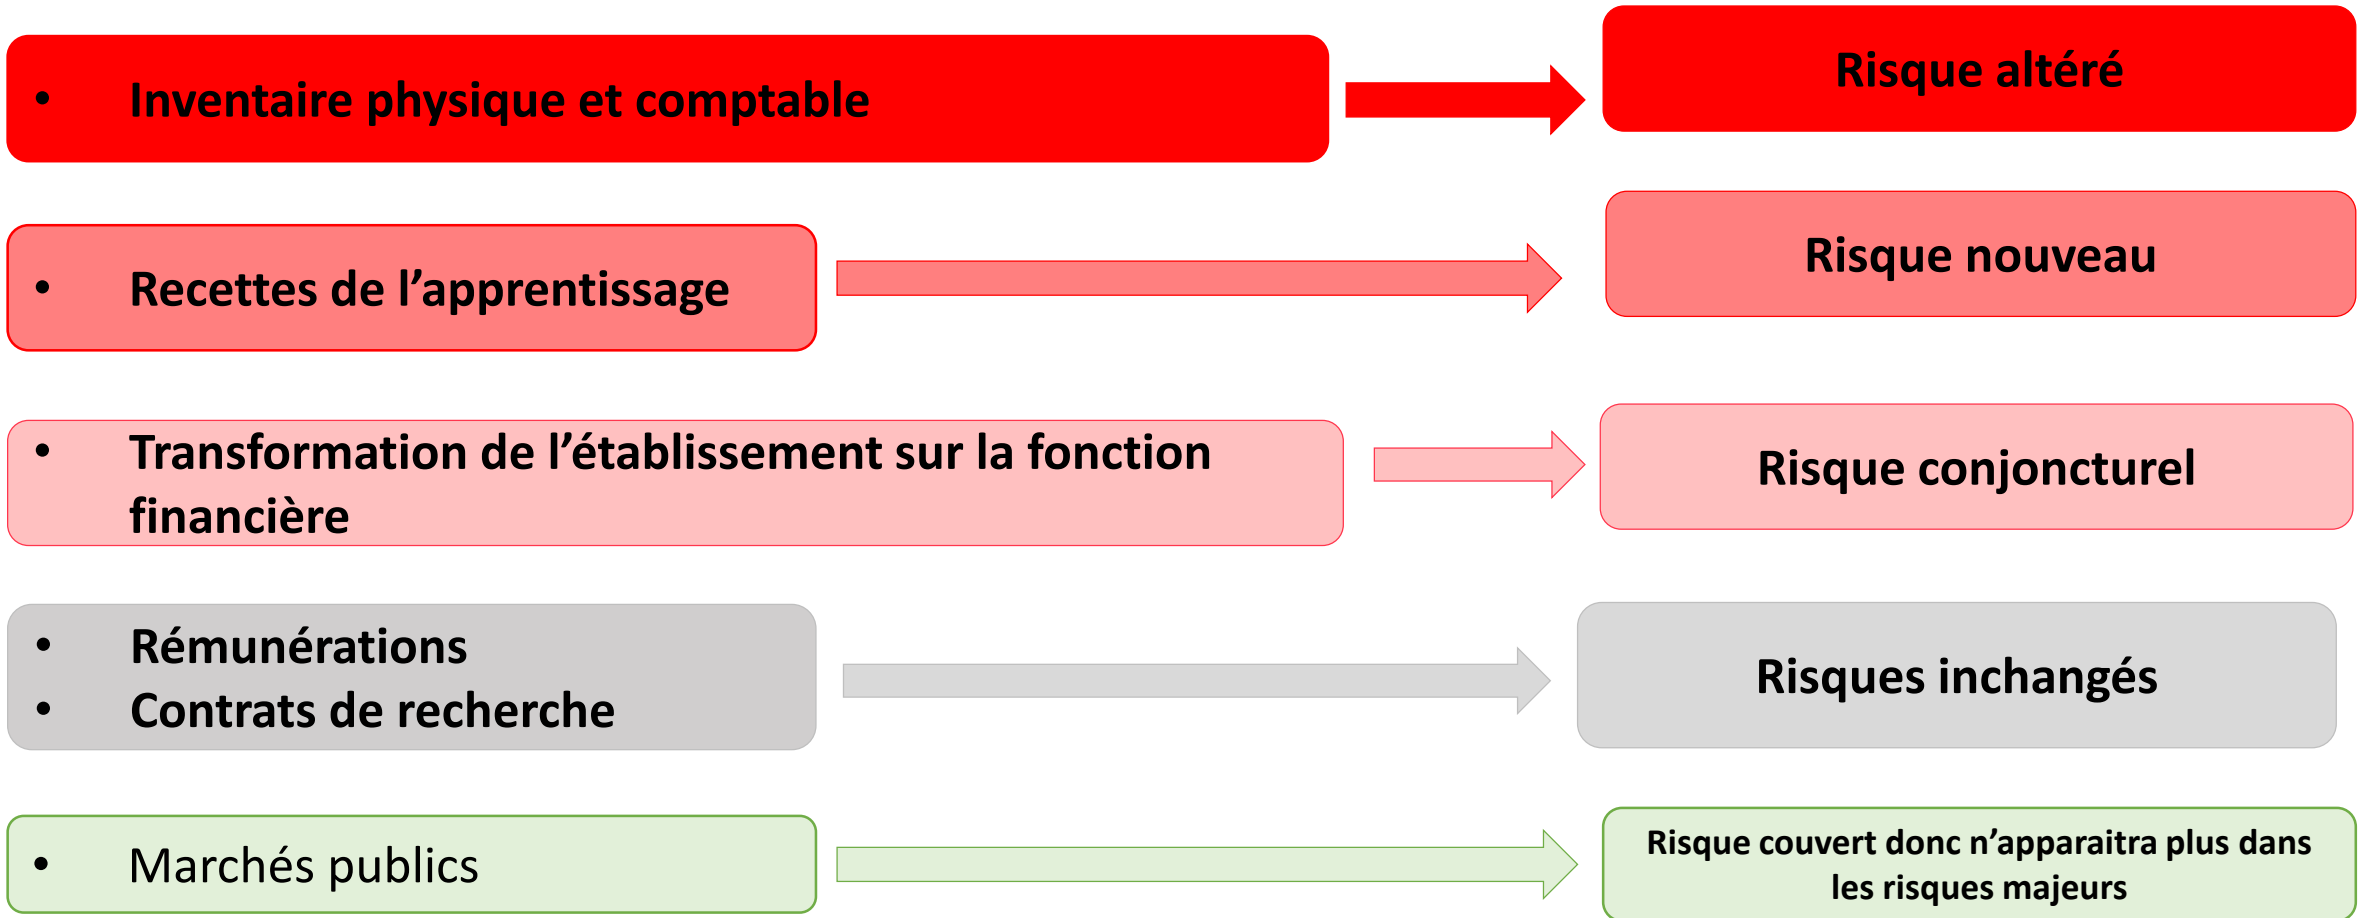 • Inventaire physique et comptable
Risque altéré
• Recettes de l’apprentissage
Risque nouveau
• Transformation de l’établissement sur la fonction
financière
Risque conjoncturel
• Rémunérations
• Contrats de recherche
Risques inchangés
• Marchés publics
Risque couvert donc n’apparaitra plus dans
les risques majeurs